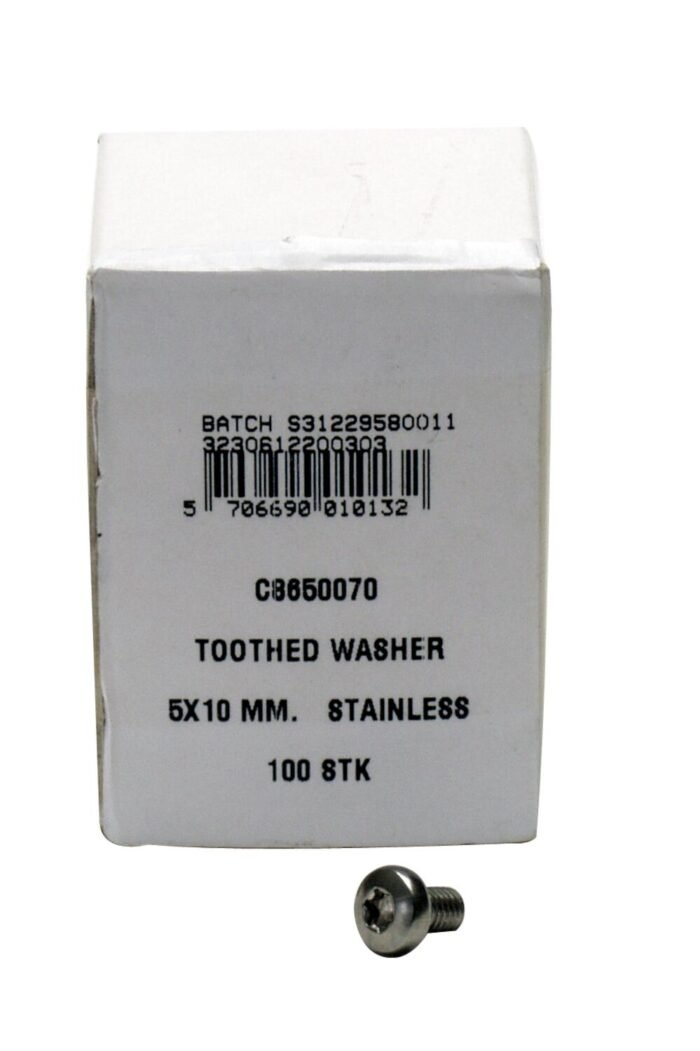 BATCH S31229580011
3230612200303
5 706690 010132
C8650070
TOOTHED WASHER
5X10 MM. STAINLESS
100 STK